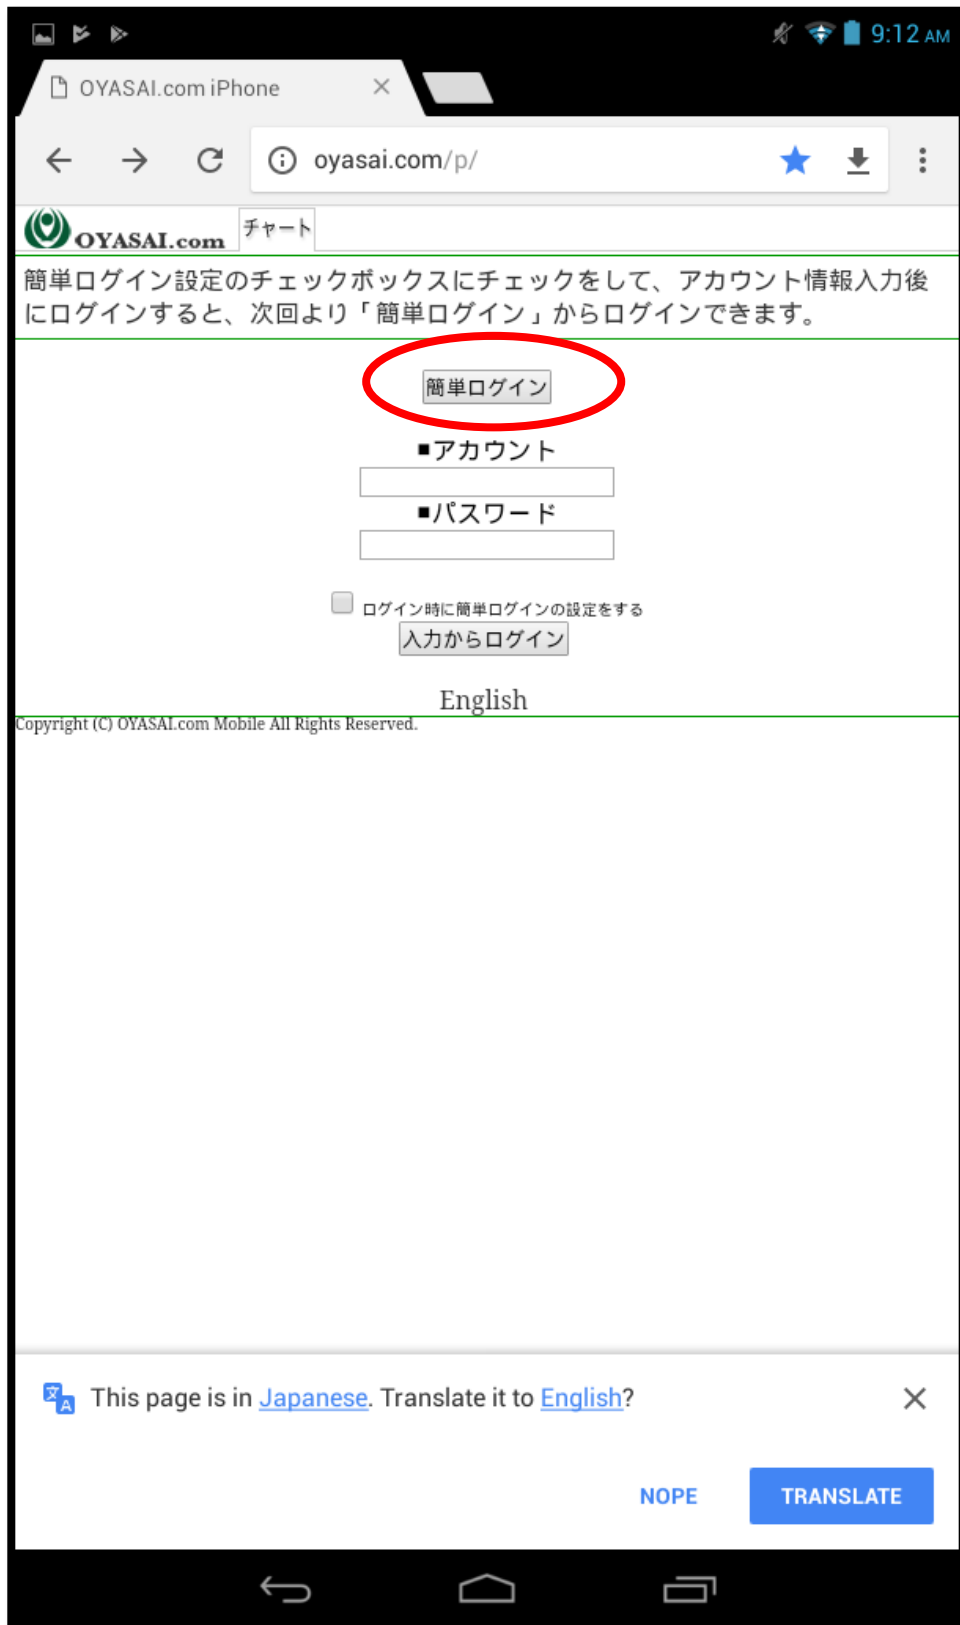 9:12 AM
OYASAI.com iPhone
oyasai.com/p/
OYASAI.com
チャート
簡単ログイン設定のチェックボックスにチェックをして、アカウント情報入力後
にログインすると、次回より「簡単ログイン」からログインできます。
簡単ログイン
■アカウント
■パスワード
ログイン時に簡単ログインの設定をする
入力からログイン
English
Copyright (C) OYASAI.com Mobile All Rights Reserved.
This page is in Japanese. Translate it to English?
NOPE
TRANSLATE